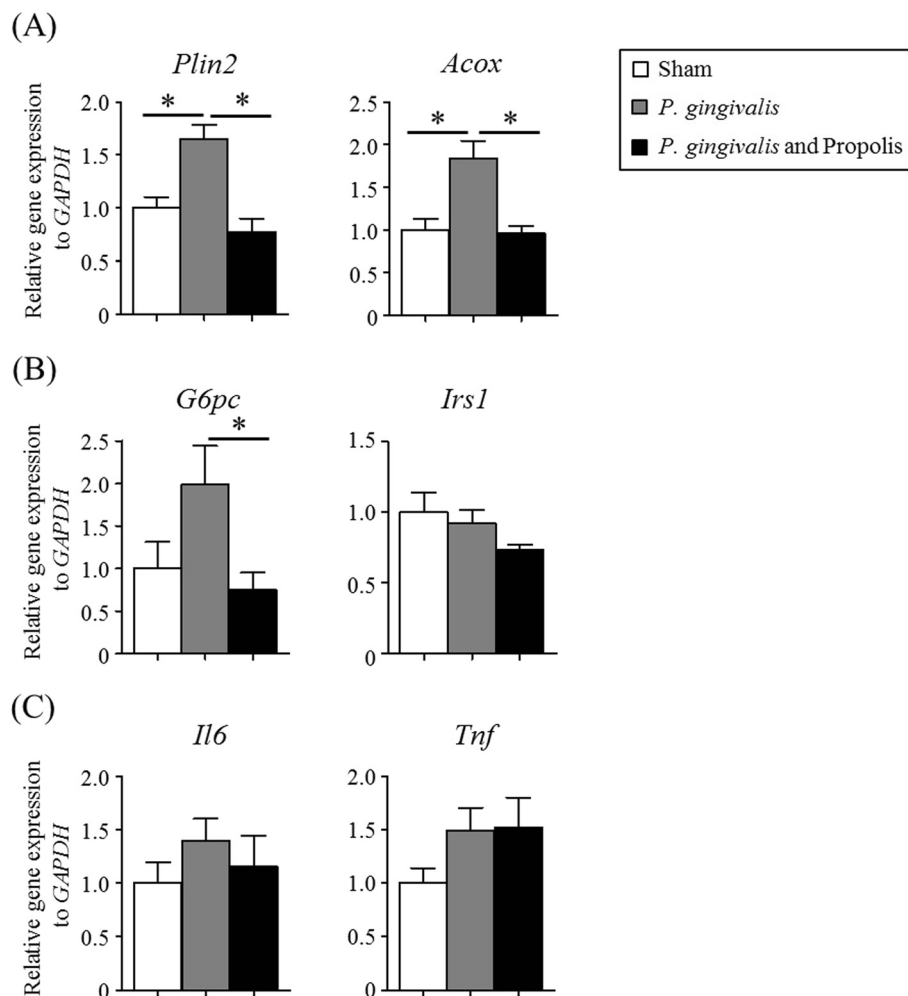 (A)
Plin2
Acox
Sham
P. gingivalis
P. gingivalis and Propolis
Relative gene expression
to GAPDH
2.0
1.5
1.0
0.5
0
*
*
2.5
2.0
1.5
1.0
0.5
0
*
*
(B)
G6pc
Irs1
Relative gene expression
to GAPDH
2.5
2.0
1.5
1.0
0.5
0
*
1.5
1.0
0.5
0
(C)
Il6
Tnf
Relative gene expression
to GAPDH
2.0
1.5
1.0
0.5
0
2.0
1.5
1.0
0.5
0